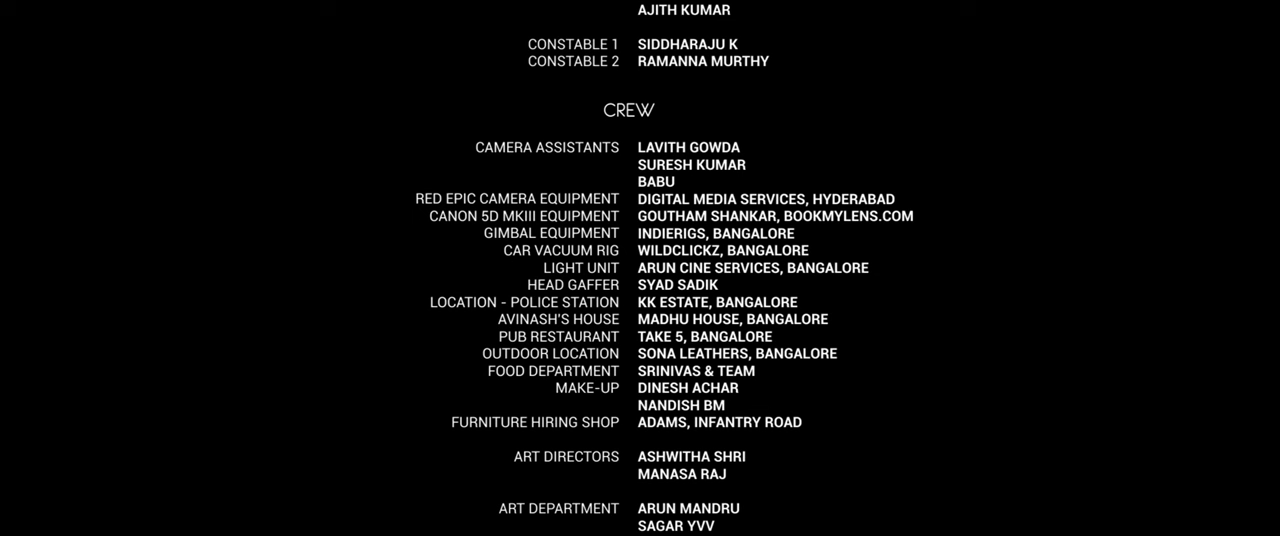 AJITH KUMAR
CONSTABLE 1 SIDDHARAJU K
CONSTABLE 2 RAMANNA MURTHY
CREW
CAMERA ASSISTANTS LAVITH GOWDA
SURESH KUMAR
BABU
RED EPIC CAMERA EQUIPMENT DIGITAL MEDIA SERVICES, HYDERABAD
CANON 5D MKIII EQUIPMENT GOUTHAM SHANKAR, BOOKMYLENS.COM
GIMBAL EQUIPMENT INDIERIGS, BANGALORE
CAR VACUUM RIG WILDCLICKZ, BANGALORE
LIGHT UNIT ARUN CINE SERVICES, BANGALORE
HEAD GAFFER SYAD SADIK
LOCATION - POLICE STATION KK ESTATE, BANGALORE
AVINASH'S HOUSE MADHU HOUSE, BANGALORE
PUB RESTAURANT TAKE 5, BANGALORE
OUTDOOR LOCATION SONA LEATHERS, BANGALORE
FOOD DEPARTMENT SRINIVAS & TEAM
MAKE-UP DINESH ACHAR
NANDISH BM
FURNITURE HIRING SHOP ADAMS, INFANTRY ROAD
ART DIRECTORS ASHWITHA SHRI
MANASA RAJ
ART DEPARTMENT ARUN MANDRU
SAGAR YVV